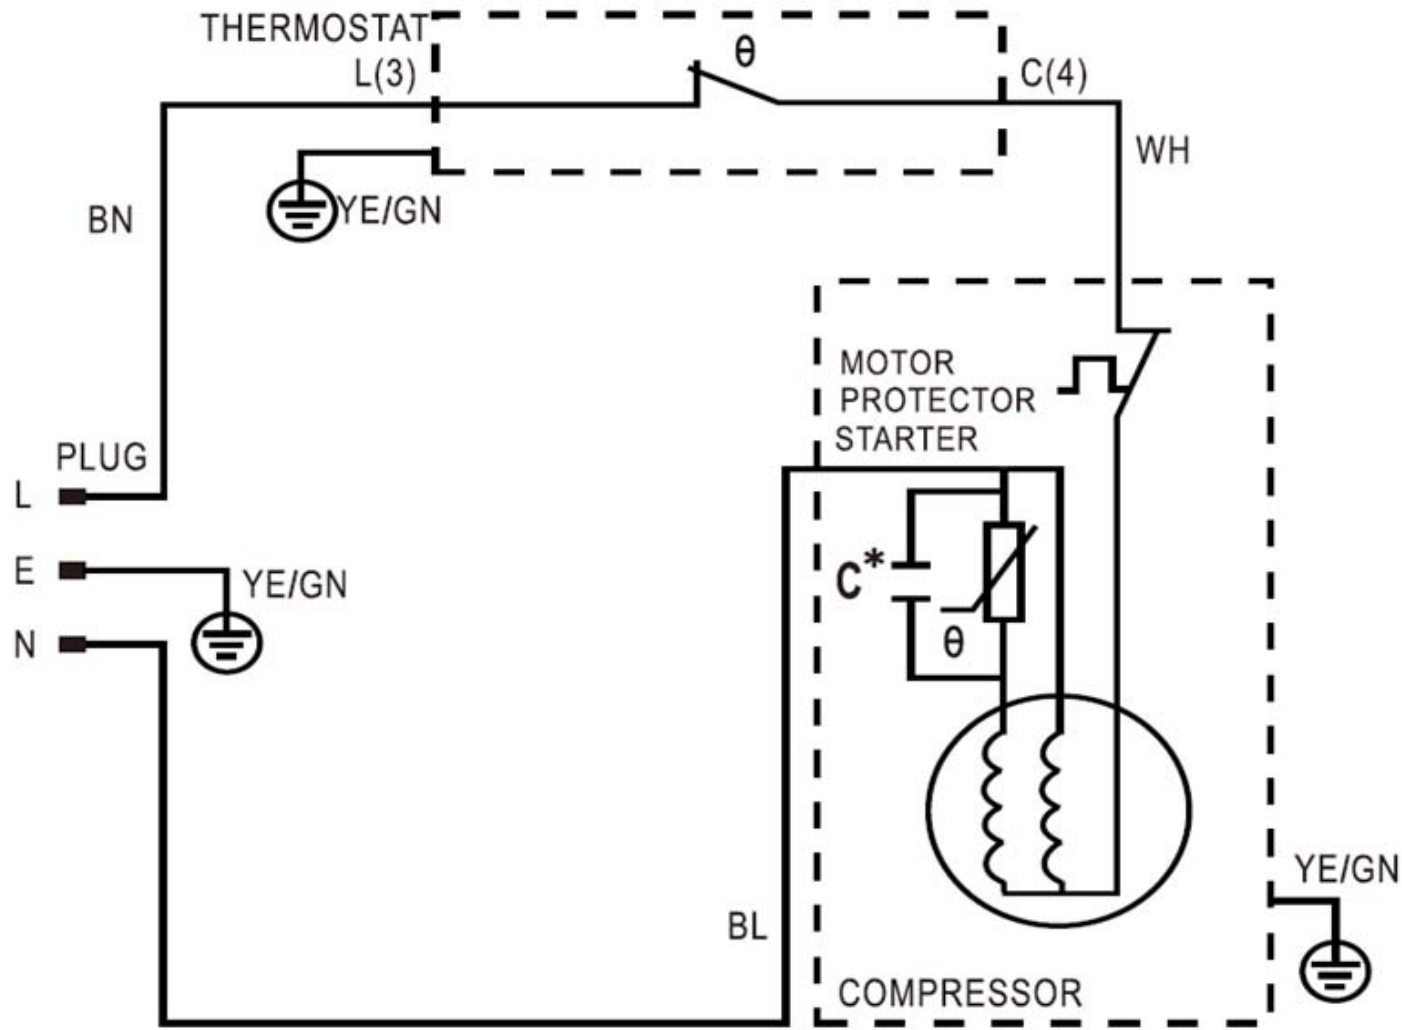 THERMOSTAT
θ
L(3)
C(4)
WH
YE/GN
BN
MOTOR
PROTECTOR
STARTER
PLUG
L
E
YE/GN
C*
N
θ
YE/GN
BL
COMPRESSOR